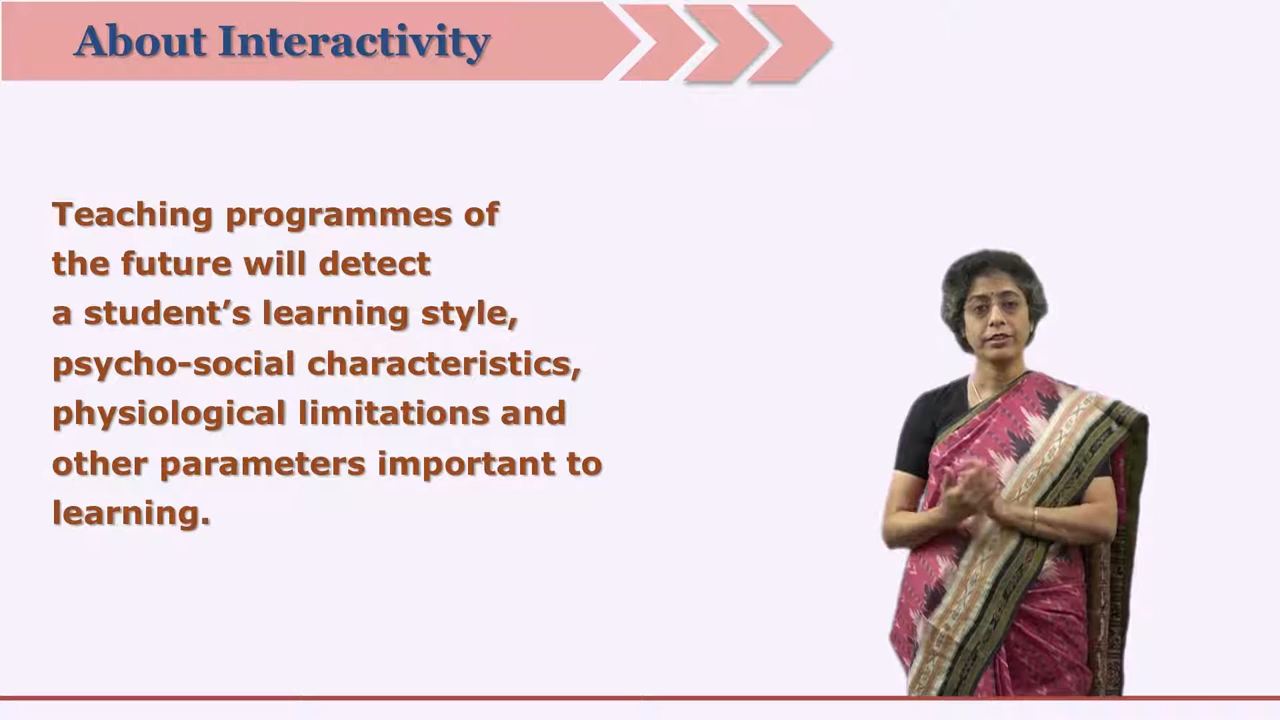 About Interactivity
Teaching programmes of
the future will detect
a student’s learning style,
psycho-social characteristics,
physiological limitations and
other parameters important to
learning.